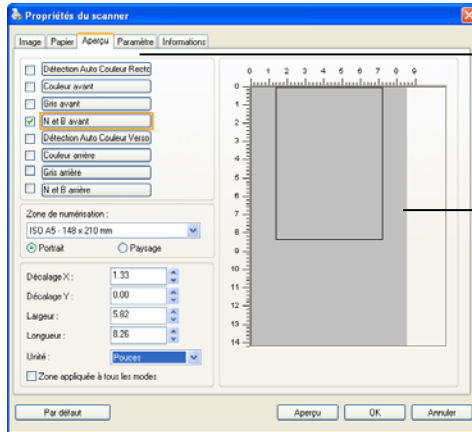 Propriétés du scanner
Image Papier Aperçu Paramètre Informations
Détection Auto Couleur Recto
Couleur avant
Gris avant
N et B avant
Détection Auto Couleur Verso
Couleur arrière
Gris arrière
N et B arrière
Zone de numérisation :
ISO A5 - 148 x 210 mm
Portrait Paysage
Décalage X : 1.33
Décalage Y : 0.00
Largeur : 5.82
Longueur : 8.26
Unité : Pouces
Zone appliquée à tous les modes
0 1 2 3 4 5 6 7 8 9
0
1
2
3
4
5
6
7
8
9
10
11
12
13
14
Par défaut Aperçu OK Annuler